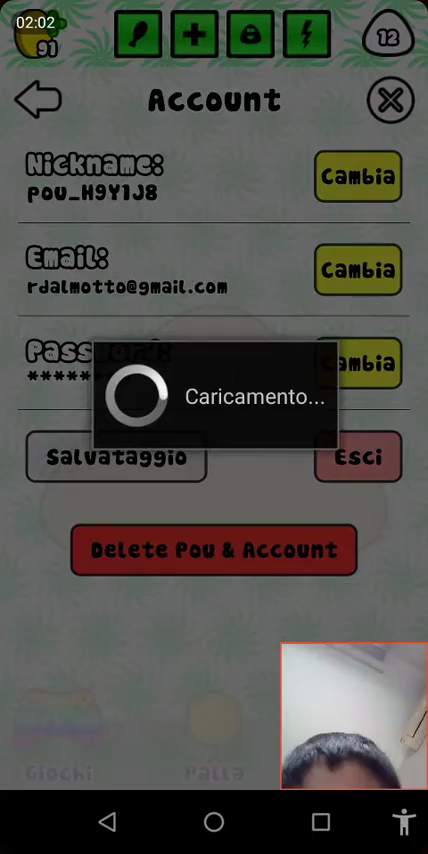 02:02
91
12
Account
Nickname:
pou_H9Y1J8
Cambia
Email:
rdalmotto@gmail.com
Cambia
Caricamento...
Salvataggio
Esci
Delete Pou & Account
Giochi
Palla